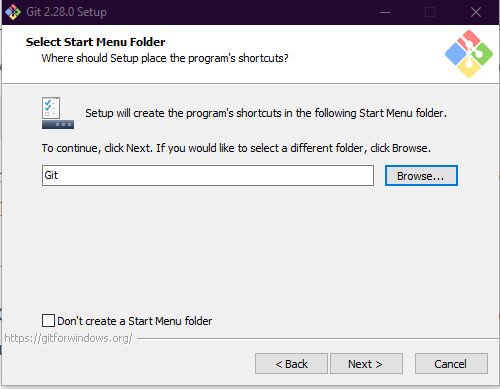 Git 2.28.0 Setup
Select Start Menu Folder
Where should Setup place the program's shortcuts?
Setup will create the program's shortcuts in the following Start Menu folder.
To continue, click Next. If you would like to select a different folder, click Browse.
Git
Browse...
Don't create a Start Menu folder
https://gitforwindows.org/
< Back
Next >
Cancel